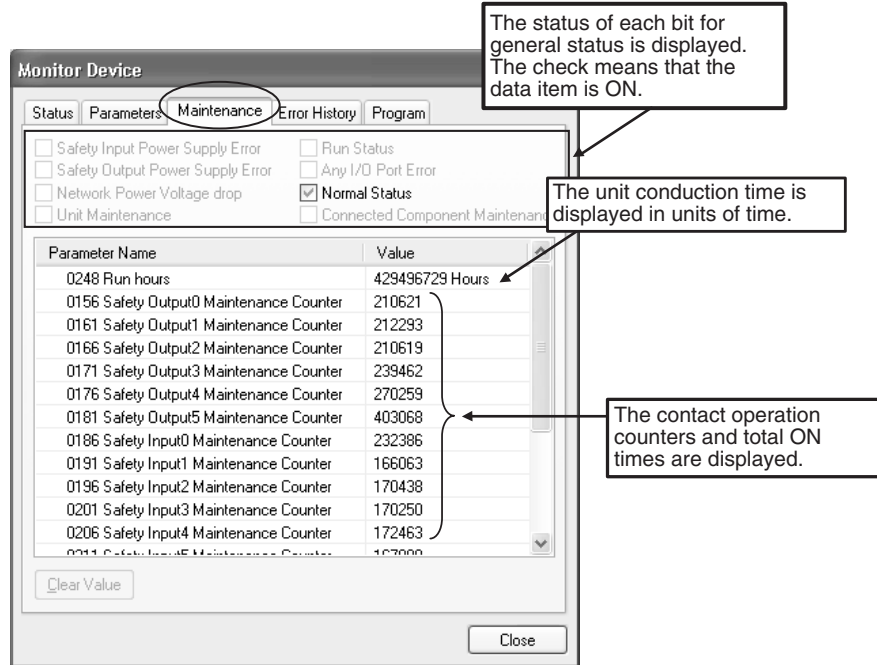 The status of each bit for
general status is displayed.
The check means that the
data item is ON.
Monitor Device
Status Parameters Maintenance Error History Program
Safety Input Power Supply Error Run Status
Safety Output Power Supply Error Any I/O Port Error
Network Power Voltage drop Normal Status
Unit Maintenance Connected Component
The unit conduction time is
displayed in units of time.
Parameter Name Value
0248 Run hours 429496729 Hours
0156 Safety Output0 Maintenance Counter 210621
0161 Safety Output1 Maintenance Counter 212293
0166 Safety Output2 Maintenance Counter 210619
0171 Safety Output3 Maintenance Counter 239462
0176 Safety Output4 Maintenance Counter 270259
0181 Safety Output5 Maintenance Counter 403068
0186 Safety Input0 Maintenance Counter 232386
0191 Safety Input1 Maintenance Counter 166063
0196 Safety Input2 Maintenance Counter 170438
0201 Safety Input3 Maintenance Counter 170250
0206 Safety Input4 Maintenance Counter 172463
The contact operation
counters and total ON
times are displayed.
Clear Value
Close